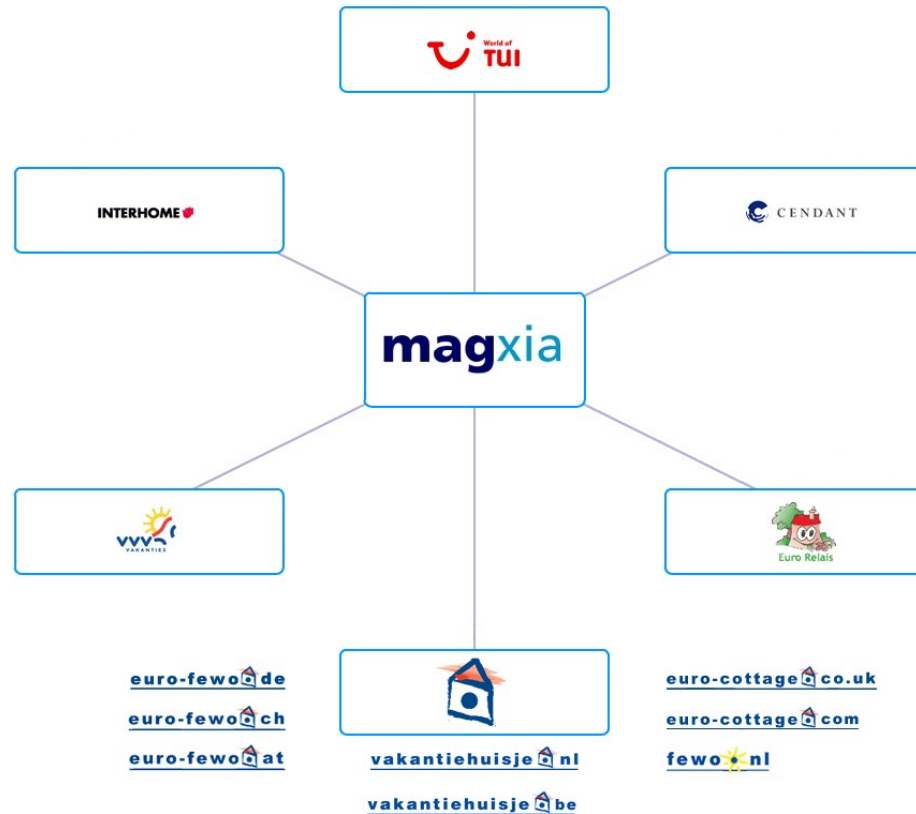 World of
TUI
INTERHOME
CENDANT
magxia
VVV
VAKANTIES
Euro Relais
euro-fewo de
euro-fewo ch
euro-fewo at
vakantiehuisje nl
vakantiehuisje be
euro-cottage co.uk
euro-cottage com
fewo nl